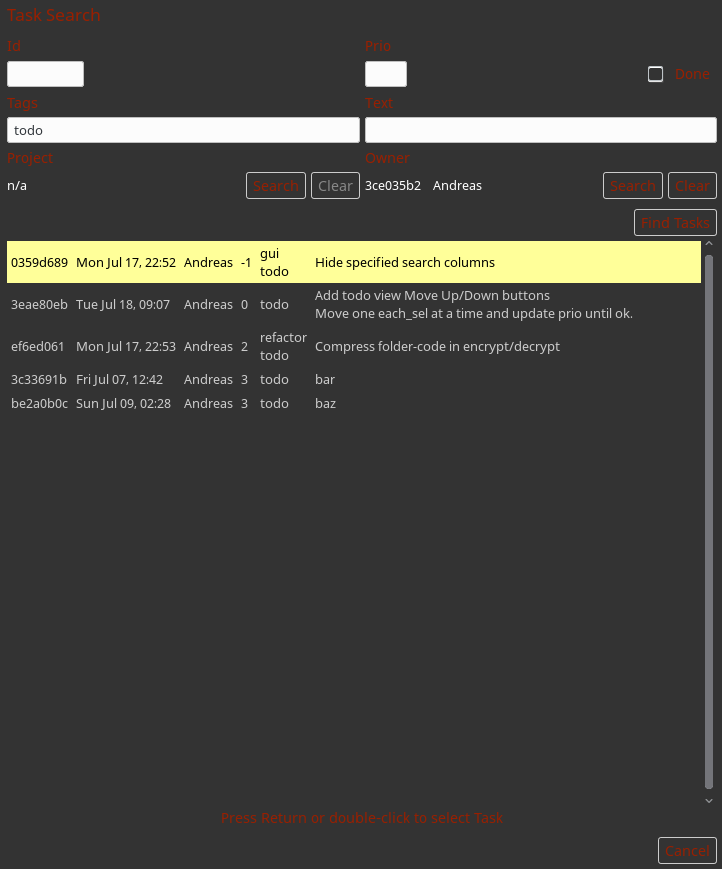 Task Search
Id Prio
Done
Tags Text
todo
Project Owner
n/a Search Clear 3ce035b2 Andreas Search Clear
Find Tasks
0359d689 Mon Jul 17, 22:52 Andreas -1 gui todo Hide specified search columns
3eae80eb Tue Jul 18, 09:07 Andreas 0 todo Add todo view Move Up/Down buttons
Move one each_sel at a time and update prio until ok.
ef6ed061 Mon Jul 17, 22:53 Andreas 2 refactor todo Compress folder-code in encrypt/decrypt
3c33691b Fri Jul 07, 12:42 Andreas 3 todo bar
be2a0b0c Sun Jul 09, 02:28 Andreas 3 todo baz
Press Return or double-click to select Task
Cancel